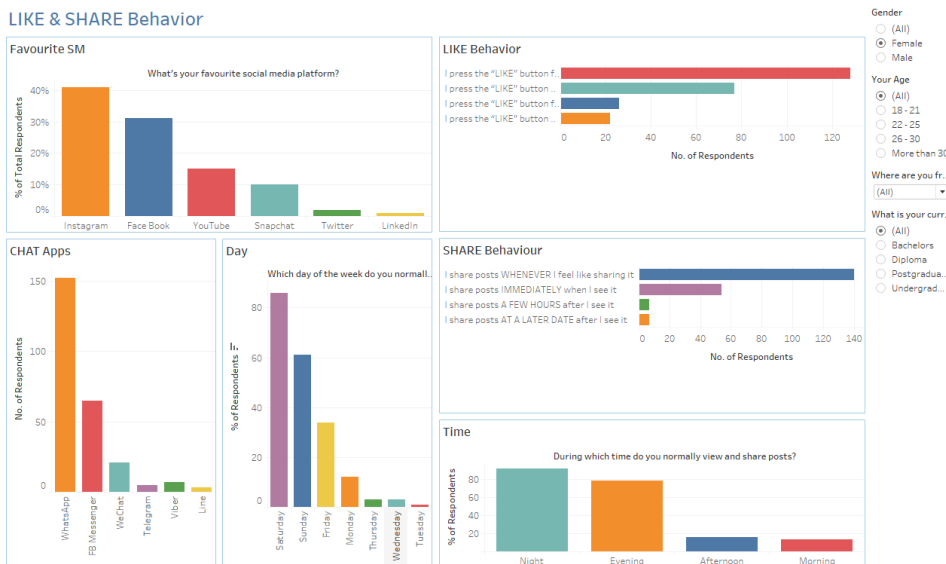 LIKE & SHARE Behavior
Favourite SM
What's your favourite social media platform?
% of Total Respondents
40%
30%
20%
10%
0%
Instagram Face Book YouTube Snapchat Twitter LinkedIn
LIKE Behavior
I press the "LIKE" button f..
I press the "LIKE" button ..
I press the "LIKE" button f..
I press the "LIKE" button ..
0 20 40 60 80 100 120
No. of Respondents
Gender
(All)
Female
Male
Your Age
(All)
18 - 21
22 - 25
26 - 30
More than 30
Where are you fr..
(All)
What is your curr..
(All)
Bachelors
Diploma
Postgradua..
Undergrad...
CHAT Apps
No. of Respondents
150
100
50
0
WhatsApp FB Messenger WeChat Telegram Viber Line
Day
Which day of the week do you normall..
% of Respondents
80
60
40
20
0
Saturday Sunday Friday Monday Thursday Wednesday Tuesday
SHARE Behaviour
I share posts WHENEVER I feel like sharing it
I share posts IMMEDIATELY when I see it
I share posts A FEW HOURS after I see it
I share posts AT A LATER DATE after I see it
0 20 40 60 80 100 120 140
No. of Respondents
Time
During which time do you normally view and share posts?
% of Respondents
80
60
40
20
Night Evening Afternoon Morning